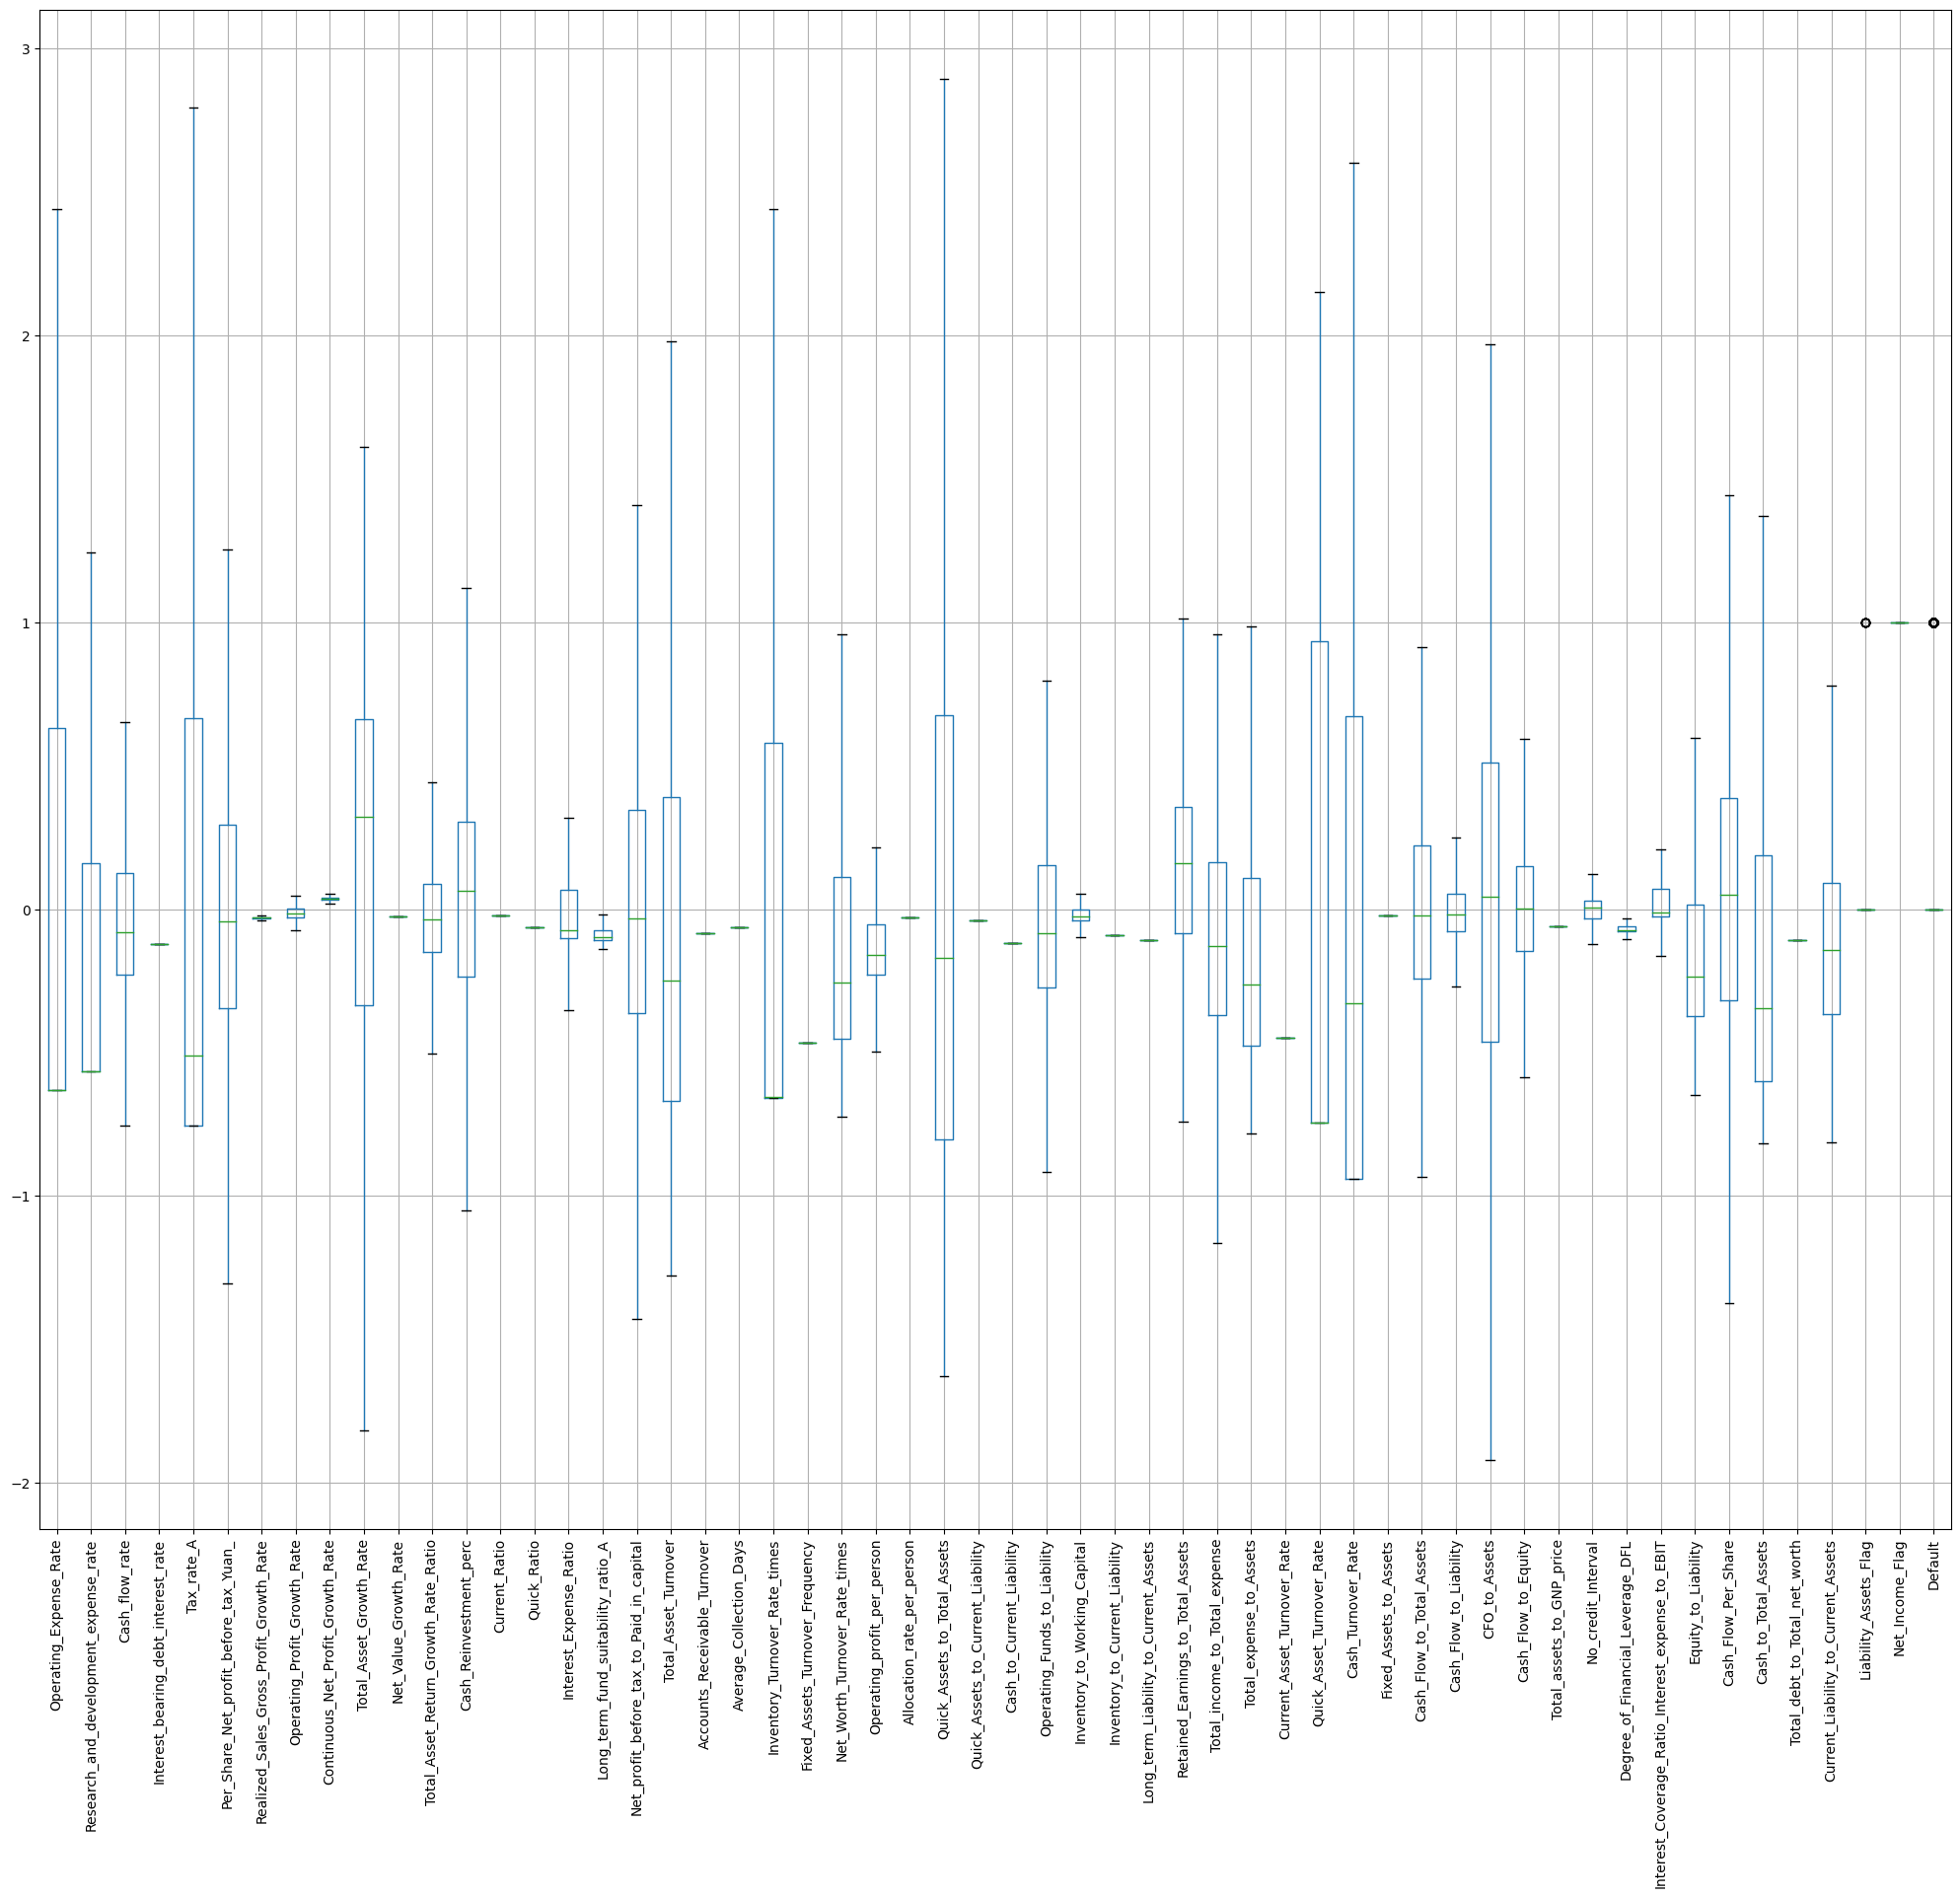 3
2
1
0
−1
−2
Operating_Expense_Rate
Research_and_development_expense_rate
Cash_flow_rate
Interest_bearing_debt_interest_rate
Tax_rate_A
Per_Share_Net_profit_before_tax_Yuan_
Realized_Sales_Gross_Profit_Growth_Rate
Operating_Profit_Growth_Rate
Continuous_Net_Profit_Growth_Rate
Total_Asset_Growth_Rate
Net_Value_Growth_Rate
Total_Asset_Return_Growth_Rate_Ratio
Cash_Reinvestment_perc
Current_Ratio
Quick_Ratio
Interest_Expense_Ratio
Long_term_fund_suitability_ratio_A
Net_profit_before_tax_to_Paid_in_capital
Total_Asset_Turnover
Accounts_Receivable_Turnover
Average_Collection_Days
Inventory_Turnover_Rate_times
Fixed_Assets_Turnover_Frequency
Net_Worth_Turnover_Rate_times
Operating_profit_per_person
Allocation_rate_per_person
Quick_Assets_to_Total_Assets
Quick_Assets_to_Current_Liability
Cash_to_Current_Liability
Operating_Funds_to_Liability
Inventory_to_Working_Capital
Inventory_to_Current_Liability
Long_term_Liability_to_Current_Assets
Retained_Earnings_to_Total_Assets
Total_income_to_Total_expense
Total_expense_to_Assets
Current_Asset_Turnover_Rate
Quick_Asset_Turnover_Rate
Cash_Turnover_Rate
Fixed_Assets_to_Assets
Cash_Flow_to_Total_Assets
Cash_Flow_to_Liability
CFO_to_Assets
Cash_Flow_to_Equity
Total_assets_to_GNP_price
No_credit_Interval
Degree_of_Financial_Leverage_DFL
Interest_Coverage_Ratio_Interest_expense_to_EBIT
Equity_to_Liability
Cash_Flow_Per_Share
Cash_to_Total_Assets
Total_debt_to_Total_net_worth
Current_Liability_to_Current_Assets
Liability_Assets_Flag
Net_Income_Flag
Default